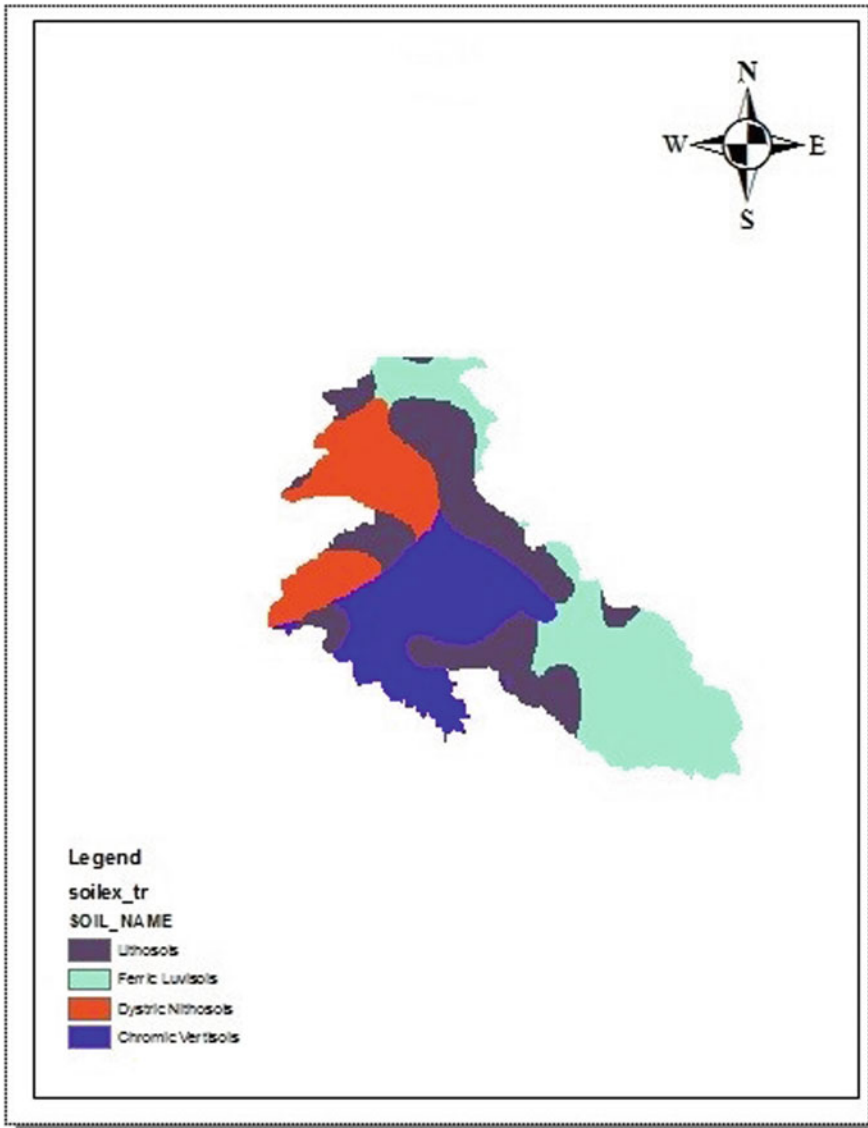 N
W E
S
Legend
soilex_tr
SOIL_NAME
Lithosols
Ferric Luvisols
Dystric Nithosols
Chromic Vertisols